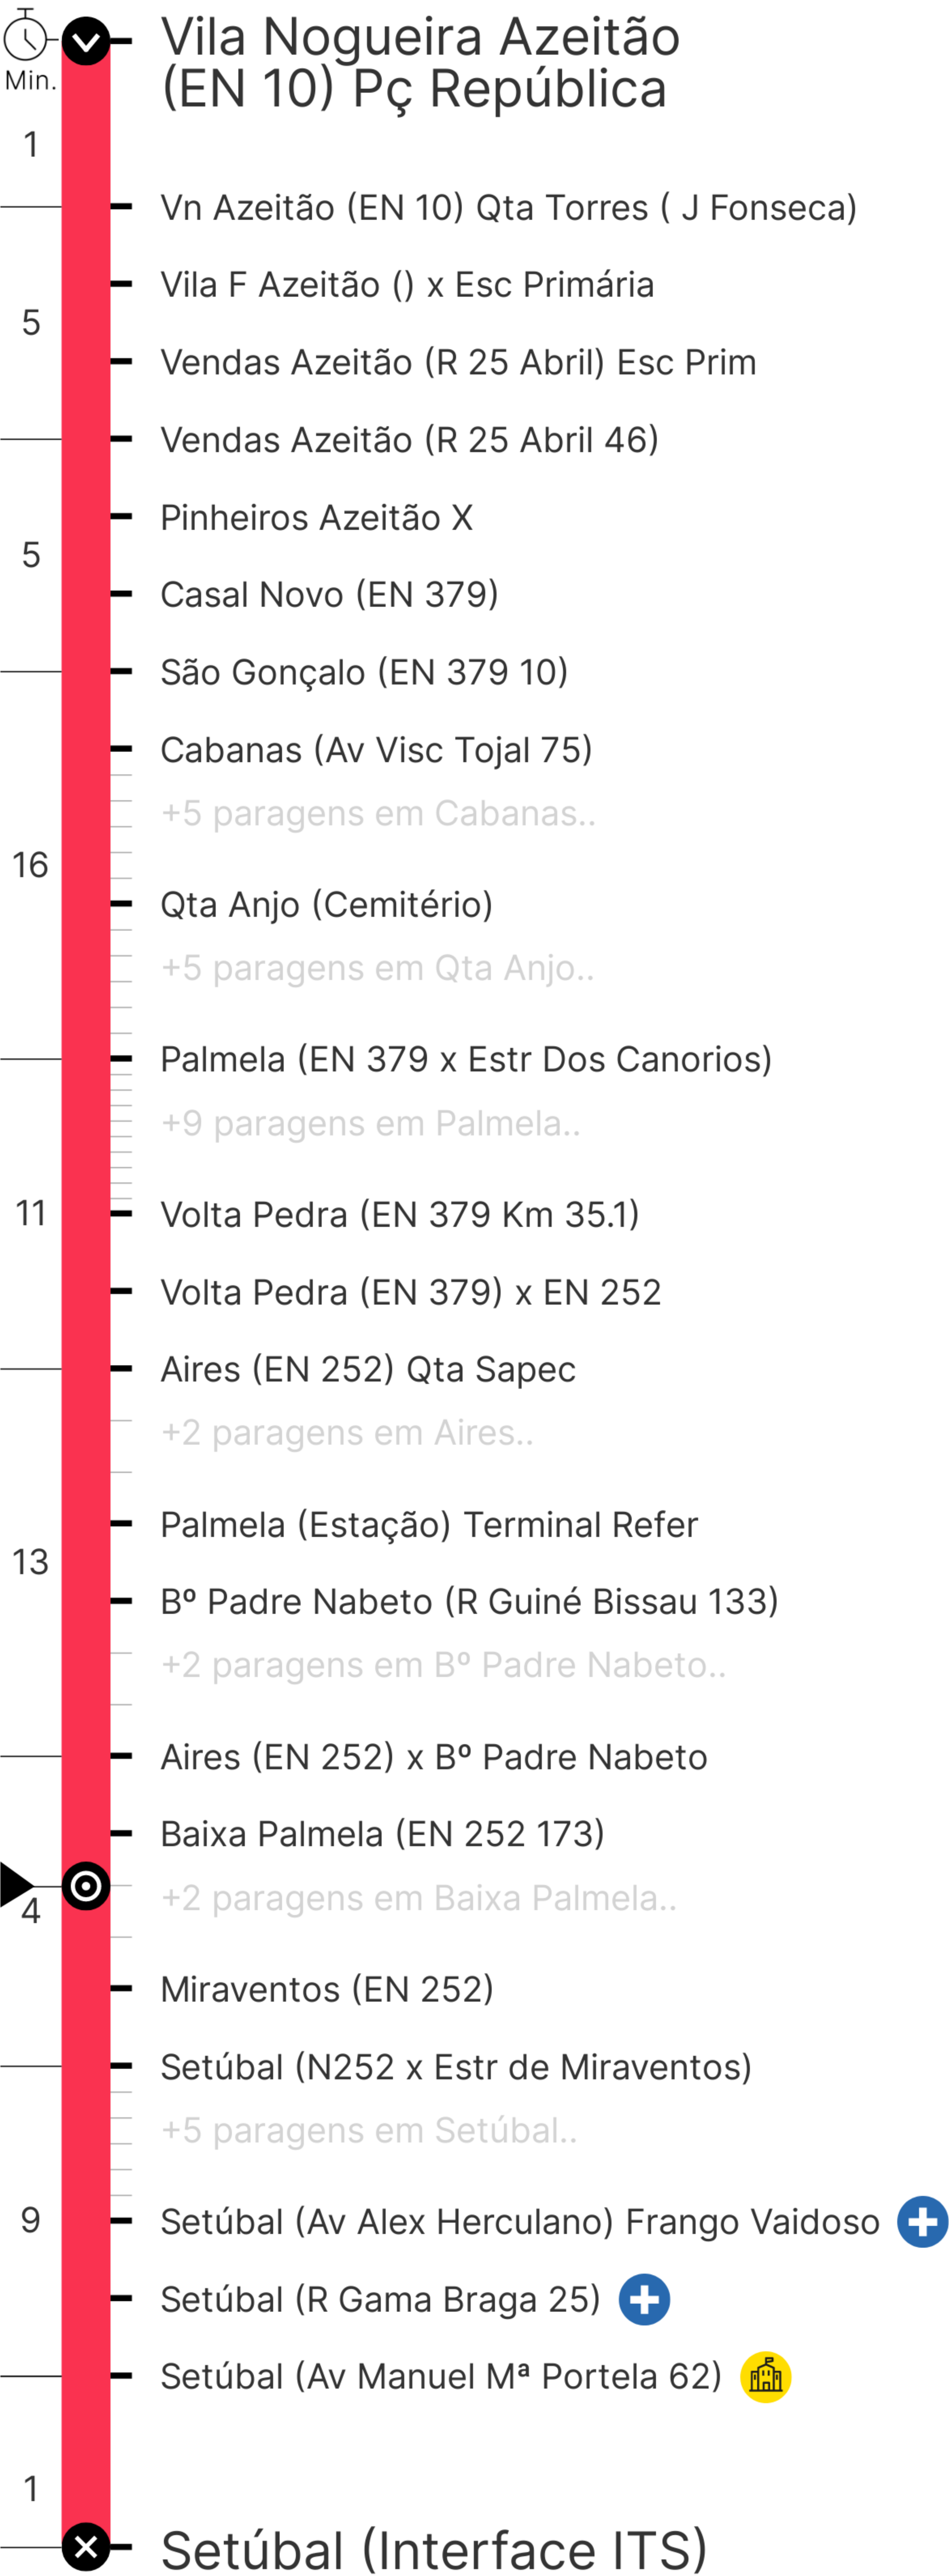 Vila Nogueira Azeitão
(EN 10) Pç República
Min.
1
Vn Azeitão (EN 10) Qta Torres ( J Fonseca)
Vila F Azeitão () x Esc Primária
5
Vendas Azeitão (R 25 Abril) Esc Prim
Vendas Azeitão (R 25 Abril 46)
Pinheiros Azeitão X
5
Casal Novo (EN 379)
São Gonçalo (EN 379 10)
Cabanas (Av Visc Tojal 75)
+5 paragens em Cabanas..
16
Qta Anjo (Cemitério)
+5 paragens em Qta Anjo..
Palmela (EN 379 x Estr Dos Canorios)
+9 paragens em Palmela..
11
Volta Pedra (EN 379 Km 35.1)
Volta Pedra (EN 379) x EN 252
Aires (EN 252) Qta Sapec
+2 paragens em Aires..
Palmela (Estação) Terminal Refer
13
Bº Padre Nabeto (R Guiné Bissau 133)
+2 paragens em Bº Padre Nabeto..
Aires (EN 252) x Bº Padre Nabeto
Baixa Palmela (EN 252 173)
+2 paragens em Baixa Palmela..
4
Miraventos (EN 252)
Setúbal (N252 x Estr de Miraventos)
+5 paragens em Setúbal..
9
Setúbal (Av Alex Herculano) Frango Vaidoso
Setúbal (R Gama Braga 25)
Setúbal (Av Manuel Mª Portela 62)
1
Setúbal (Interface ITS)